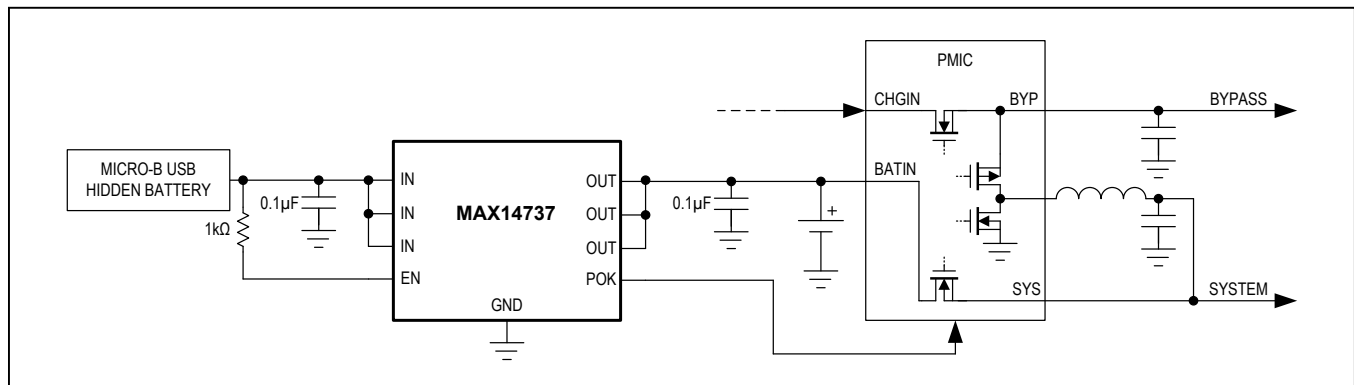 PMIC
CHGIN
BYP
BYPASS
MICRO-B USB
HIDDEN BATTERY
0.1µF
1kΩ
IN
IN
IN
EN
MAX14737
GND
OUT
OUT
OUT
POK
0.1µF
+
BATIN
SYS
SYSTEM